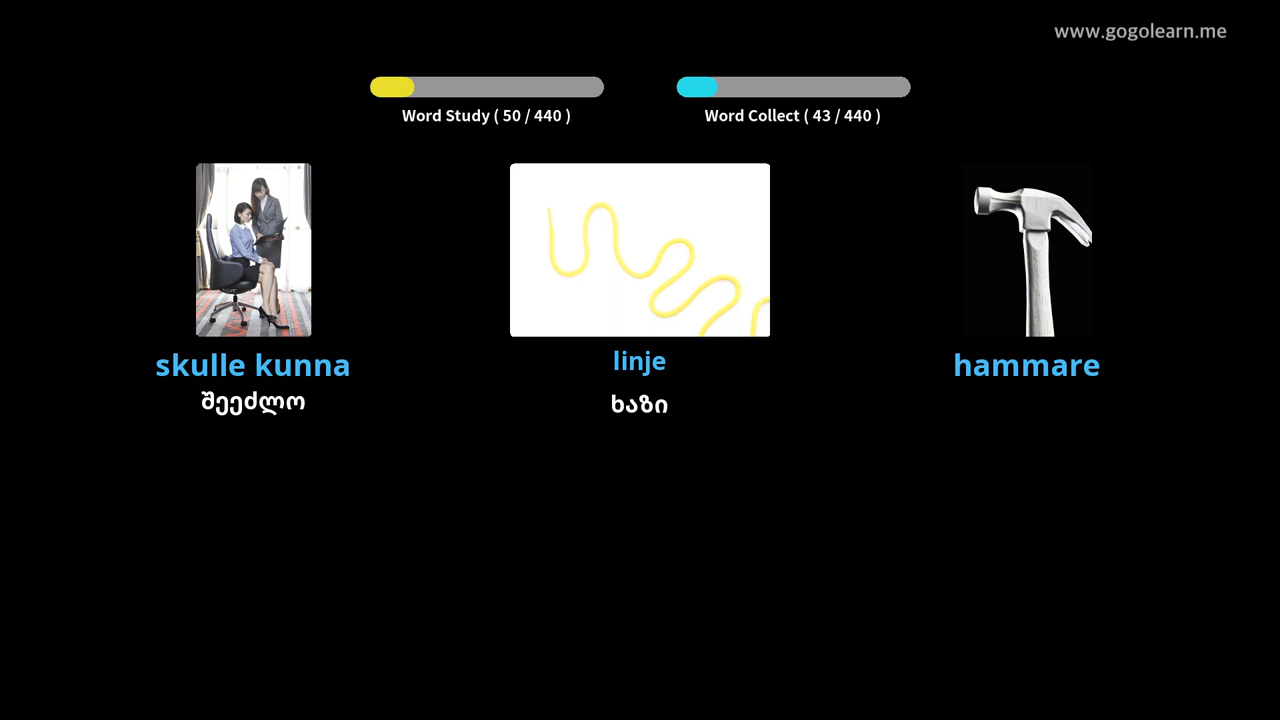 www.gogolearn.me
Word Study ( 50 / 440 )
Word Collect ( 43 / 440 )
skulle kunna
შეეძლო
linje
ხაზი
hammare